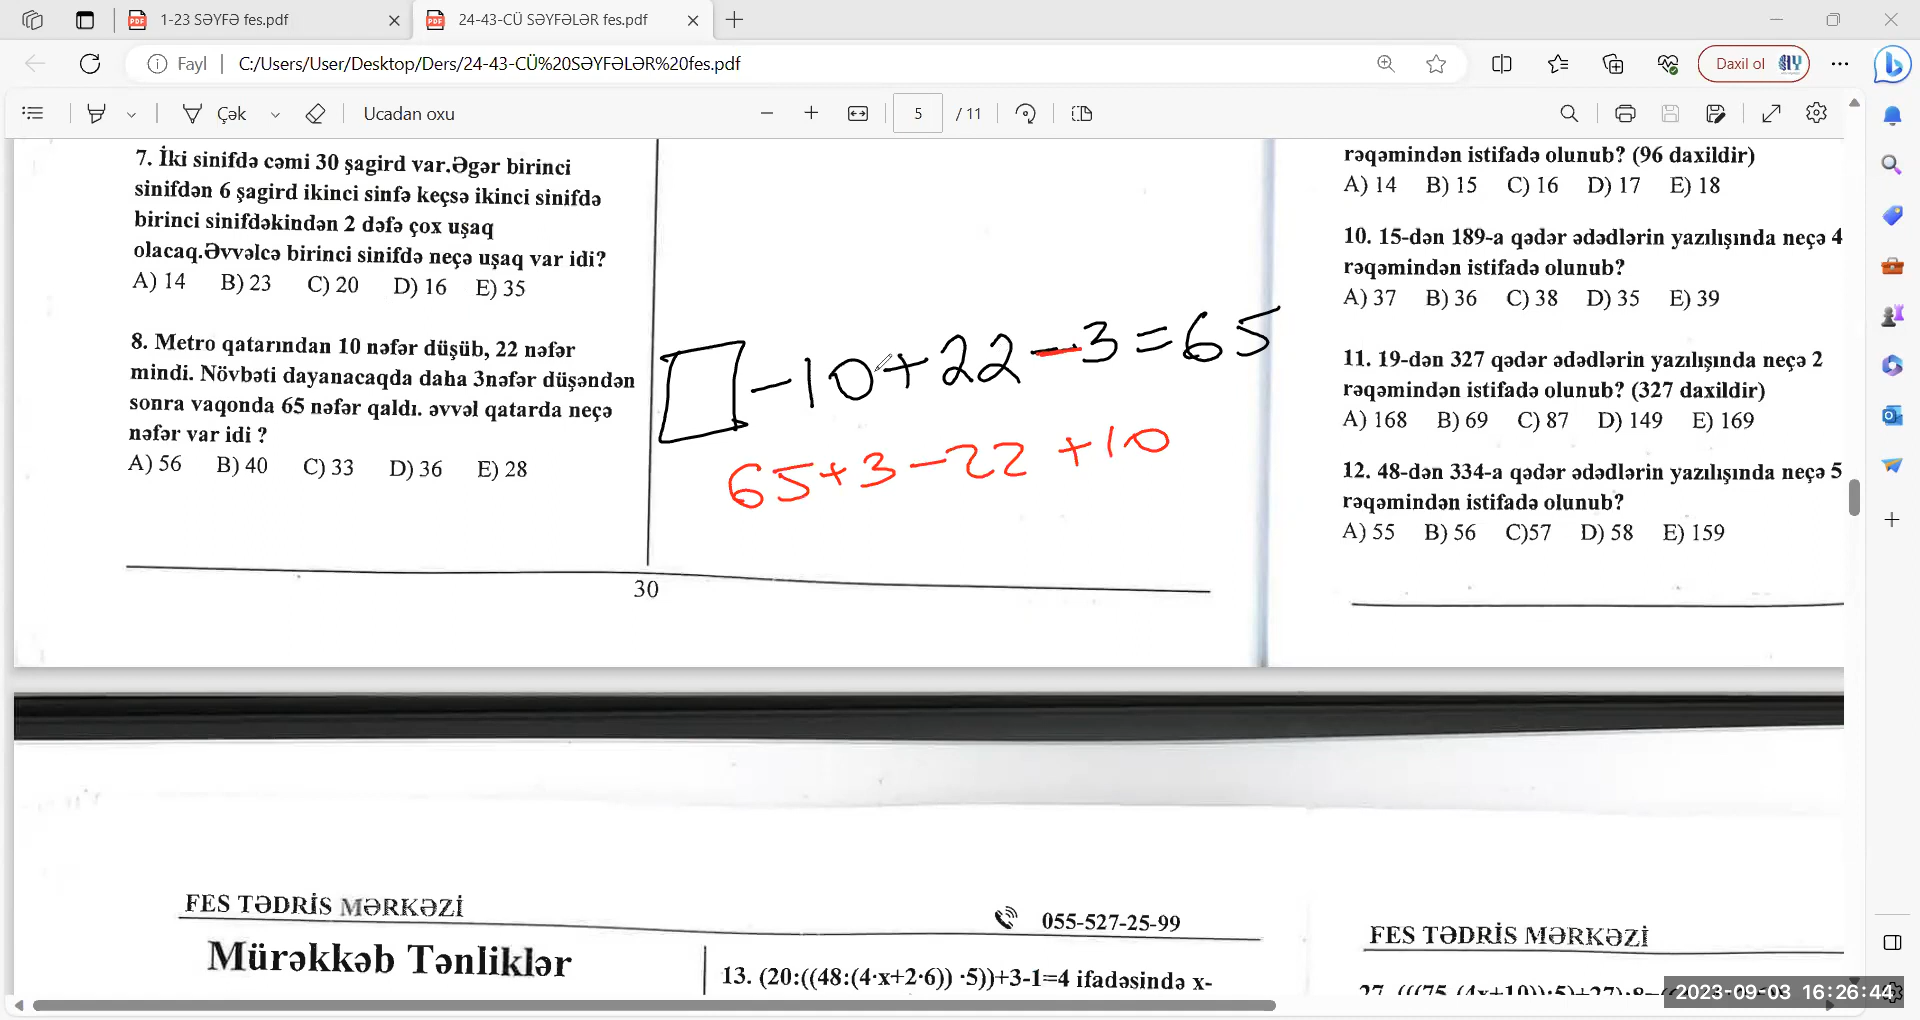 1-23 SƏYFƏ fes.pdf
24-43-CÜ SƏYFƏLƏR fes.pdf
Fayl
C:/Users/User/Desktop/Ders/24-43-CÜ%20SƏYFƏLƏR%20fes.pdf
Daxil ol
Çək
Ucadan oxu
5 / 11
7. İki sinifdə cəmi 30 şagird var.Əgər birinci
sinifdən 6 şagird ikinci sinfə keçsə ikinci sinifdə
birinci sinifdəkindən 2 dəfə çox uşaq
olacaq.Əvvəlcə birinci sinifdə neçə uşaq var idi?
A) 14 B) 23 C) 20 D) 16 E) 35
8. Metro qatarından 10 nəfər düşüb, 22 nəfər
mindi. Növbəti dayanacaqda daha 3nəfər düşəndən
sonra vaqonda 65 nəfər qaldı. əvvəl qatarda neçə
nəfər var idi ?
A) 56 B) 40 C) 33 D) 36 E) 28
-10+22-3=65
65+3-22+10
30
rəqəmindən istifadə olunub? (96 daxildir)
A) 14 B) 15 C) 16 D) 17 E) 18
10. 15-dən 189-a qədər ədədlərin yazılışında neçə 4
rəqəmindən istifadə olunub?
A) 37 B) 36 C) 38 D) 35 E) 39
11. 19-dən 327 qədər ədədlərin yazılışında neçə 2
rəqəmindən istifadə olunub? (327 daxildir)
A) 168 B) 69 C) 87 D) 149 E) 169
12. 48-dən 334-a qədər ədədlərin yazılışında neçə 5
rəqəmindən istifadə olunub?
A) 55 B) 56 C)57 D) 58 E) 159
FES TƏDRİS MƏRKƏZİ
055-527-25-99
Mürəkkəb Tənliklər
13. (20:((48:(4·x+2·6)) ·5))+3-1=4 ifadəsində x-
FES TƏDRİS MƏRKƏZİ
2023-09-03 16:26:44